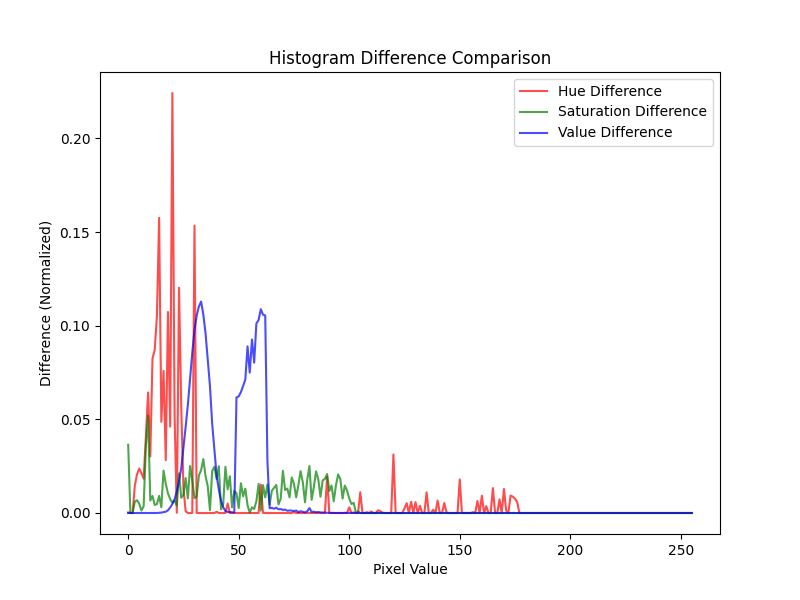 Histogram Difference Comparison
Hue Difference
Saturation Difference
Value Difference
Difference (Normalized)
0.20
0.15
0.10
0.05
0.00
0 50 100 150 200 250
Pixel Value